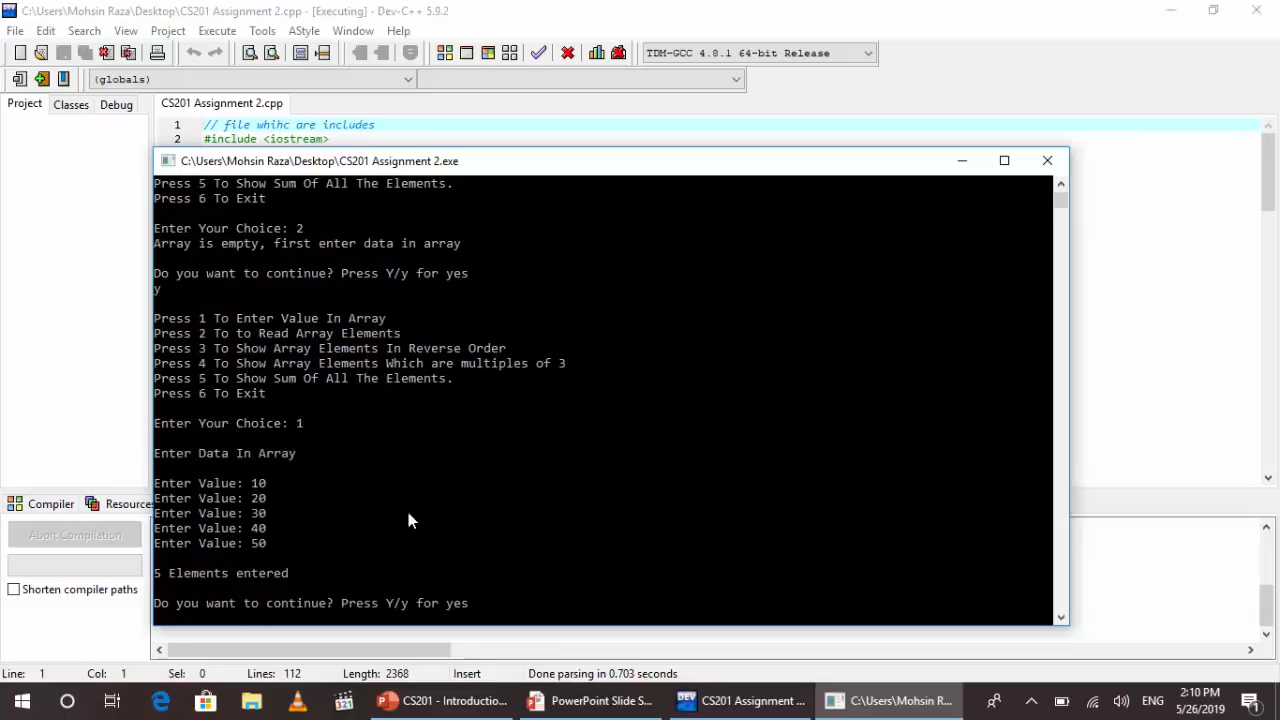 C:\Users\Mohsin Raza\Desktop\CS201 Assignment 2.cpp - [Executing] - Dev-C++ 5.9.2
File Edit Search View Project Execute Tools AStyle Window Help
TDM-GCC 4.8.1 64-bit Release
(globals)
Project Classes Debug CS201 Assignment 2.cpp
1 // file whihc are includes
2 #include <iostream>
C:\Users\Mohsin Raza\Desktop\CS201 Assignment 2.exe
Press 5 To Show Sum Of All The Elements.
Press 6 To Exit
Enter Your Choice: 2
Array is empty, first enter data in array
Do you want to continue? Press Y/y for yes
y
Press 1 To Enter Value In Array
Press 2 To to Read Array Elements
Press 3 To Show Array Elements In Reverse Order
Press 4 To Show Array Elements Which are multiples of 3
Press 5 To Show Sum Of All The Elements.
Press 6 To Exit
Enter Your Choice: 1
Enter Data In Array
Enter Value: 10
Enter Value: 20
Enter Value: 30
Enter Value: 40
Enter Value: 50
5 Elements entered
Do you want to continue? Press Y/y for yes
Compiler Resources
Abort Compilation
Shorten compiler paths
Line: 1 Col: 1 Sel: 0 Lines: 112 Length: 2368 Insert Done parsing in 0.703 seconds
CS201 - Introductio... PowerPoint Slide S... CS201 Assignment ... C:\Users\Mohsin R... ENG 2:10 PM
5/26/2019